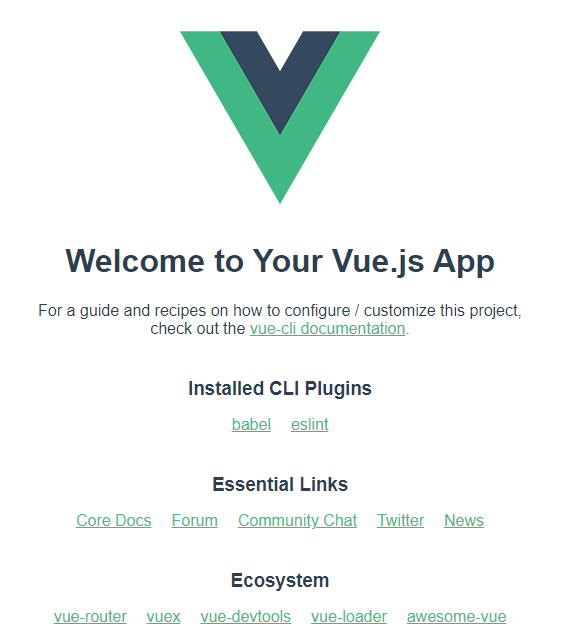 Welcome to Your Vue.js App
For a guide and recipes on how to configure / customize this project,
check out the vue-cli documentation.
Installed CLI Plugins
babel eslint
Essential Links
Core Docs Forum Community Chat Twitter News
Ecosystem
vue-router vuex vue-devtools vue-loader awesome-vue